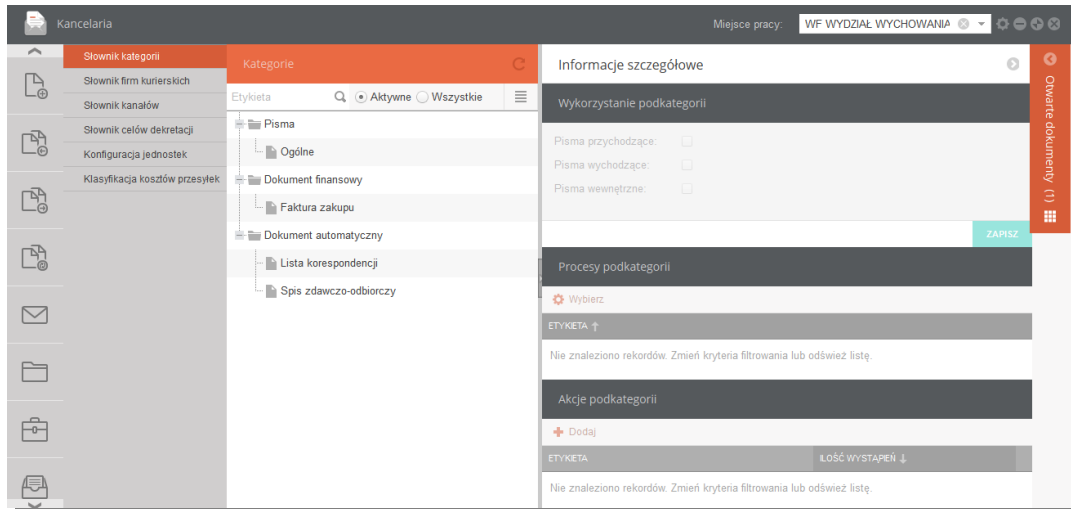 Kancelaria
Miejsce pracy: WF WYDZIAŁ WYCHOWANIA
Słownik kategorii
Słownik firm kurierskich
Słownik kanałów
Słownik celów dekretacji
Konfiguracja jednostek
Klasyfikacja kosztów przesyłek
Kategorie
Etykieta Aktywne Wszystkie
Pisma
Ogólne
Dokument finansowy
Faktura zakupu
Dokument automatyczny
Lista korespondencji
Spis zdawczo-odbiorczy
Informacje szczegółowe
Wykorzystanie podkategorii
Pisma przychodzące:
Pisma wychodzące:
Pisma wewnętrzne:
ZAPISZ
Procesy podkategorii
Wybierz
ETYKIETA
Nie znaleziono rekordów. Zmień kryteria filtrowania lub odśwież listę.
Akcje podkategorii
Dodaj
ETYKIETA ILOŚĆ WYSTĄPIEŃ
Nie znaleziono rekordów. Zmień kryteria filtrowania lub odśwież listę.
Otwarte dokumenty (1)